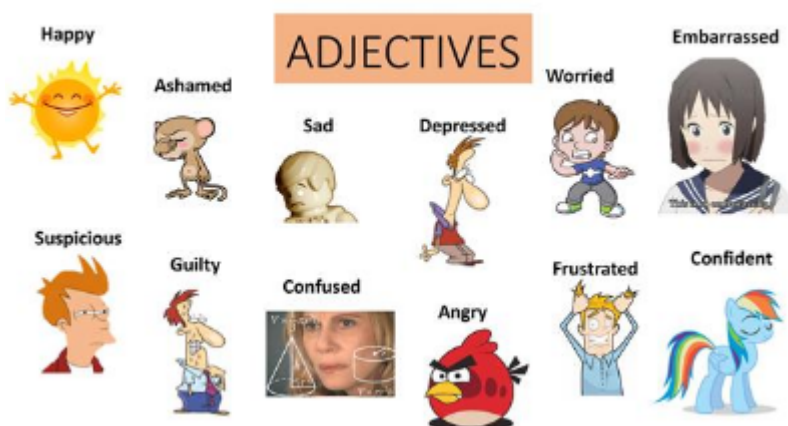 ADJECTIVES
Happy
Ashamed
Sad
Depressed
Worried
Embarrassed
Suspicious
Guilty
Confused
Angry
Frustrated
Confident